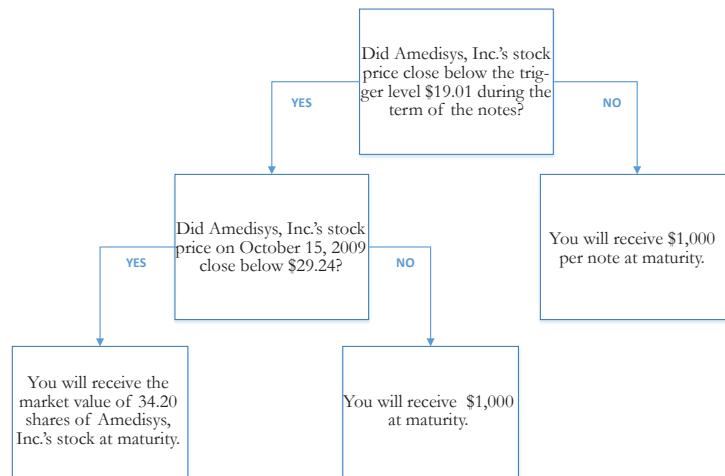 Did Amedisys, Inc.'s stock
price close below the trig-
ger level $19.01 during the
term of the notes?
YES
NO
Did Amedisys, Inc.'s stock
price on October 15, 2009
close below $29.24?
You will receive $1,000
per note at maturity.
YES
NO
You will receive the
market value of 34.20
shares of Amedisys,
Inc.'s stock at maturity.
You will receive $1,000
at maturity.